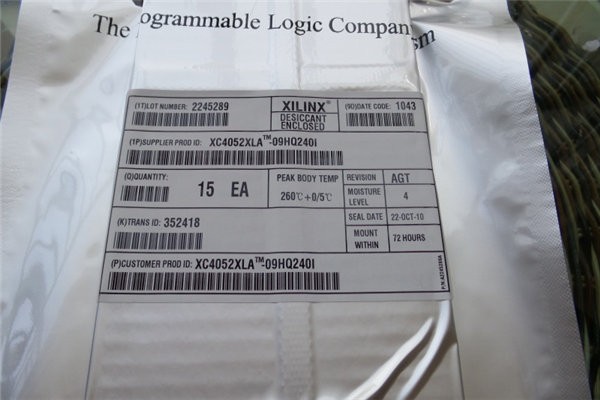 The Programmable Logic Compan
sm
(1T)LOT NUMBER: 2245289
XILINX®
DESICCANT
ENCLOSED
(9D)DATE CODE: 1043
(1P)SUPPLIER PROD ID: XC4052XLA™-09HQ240I
(Q)QUANTITY: 15 EA
PEAK BODY TEMP
260℃+0/5℃
REVISION AGT
MOISTURE LEVEL 4
SEAL DATE 22-OCT-10
MOUNT WITHIN 72 HOURS
(K)TRANS ID: 352418
(P)CUSTOMER PROD ID: XC4052XLA™-09HQ240I